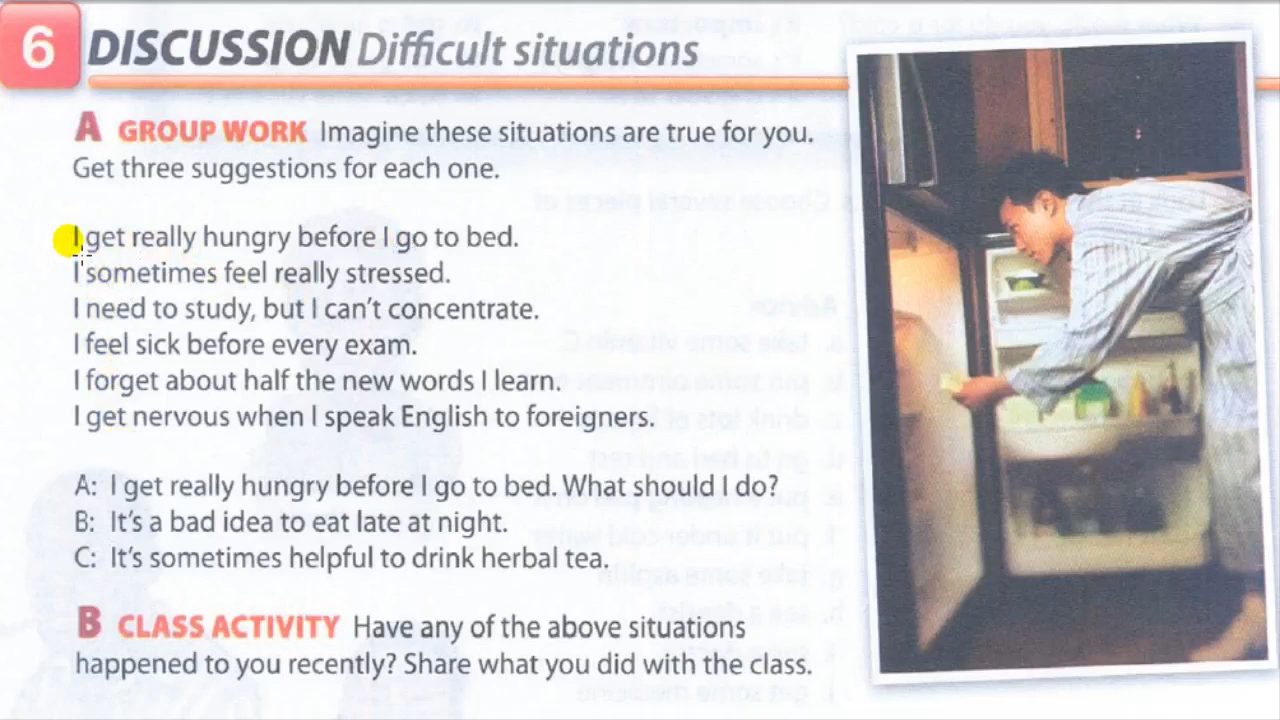 6 DISCUSSION Difficult situations
A GROUP WORK Imagine these situations are true for you.
Get three suggestions for each one.
I get really hungry before I go to bed.
I sometimes feel really stressed.
I need to study, but I can't concentrate.
I feel sick before every exam.
I forget about half the new words I learn.
I get nervous when I speak English to foreigners.
A: I get really hungry before I go to bed. What should I do?
B: It's a bad idea to eat late at night.
C: It's sometimes helpful to drink herbal tea.
B CLASS ACTIVITY Have any of the above situations
happened to you recently? Share what you did with the class.